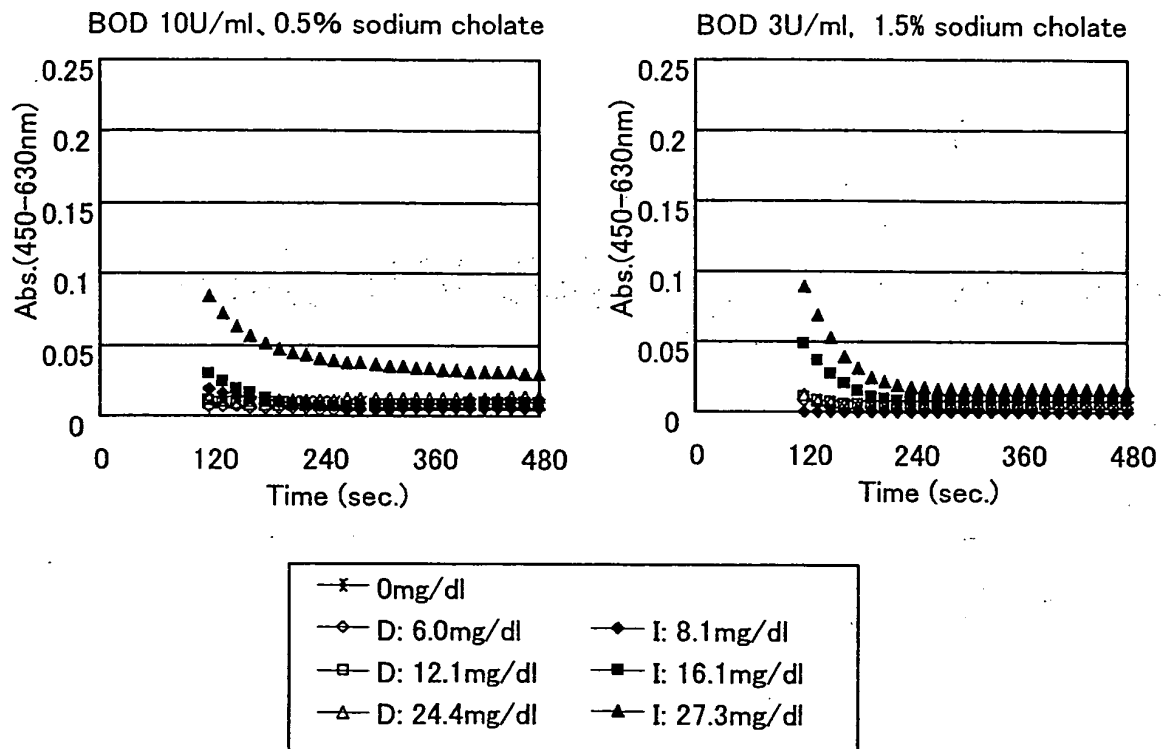 BOD 10U/ml、0.5% sodium cholate
0.25
0.2
0.15
0.1
0.05
0
Abs.(450-630nm)
0 120 240 360 480
Time (sec.)
BOD 3U/ml, 1.5% sodium cholate
0.25
0.2
0.15
0.1
0.05
0
Abs.(450-630nm)
0 120 240 360 480
Time (sec.)
0mg/dl
D: 6.0mg/dl
I: 8.1mg/dl
D: 12.1mg/dl
I: 16.1mg/dl
D: 24.4mg/dl
I: 27.3mg/dl